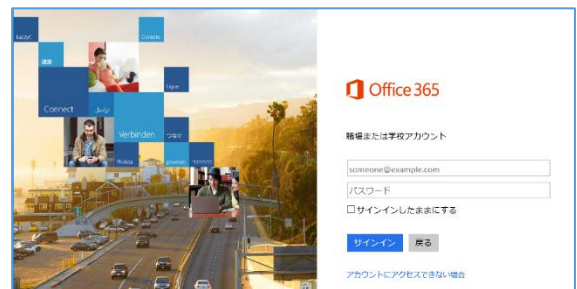 Conecta
Ligue
Connect
Verbinden
つなぐ
Office 365
職場または学校アカウント
someone@example.com
パスワード
サインインしたままにする
サインイン 戻る
アカウントにアクセスできない場合